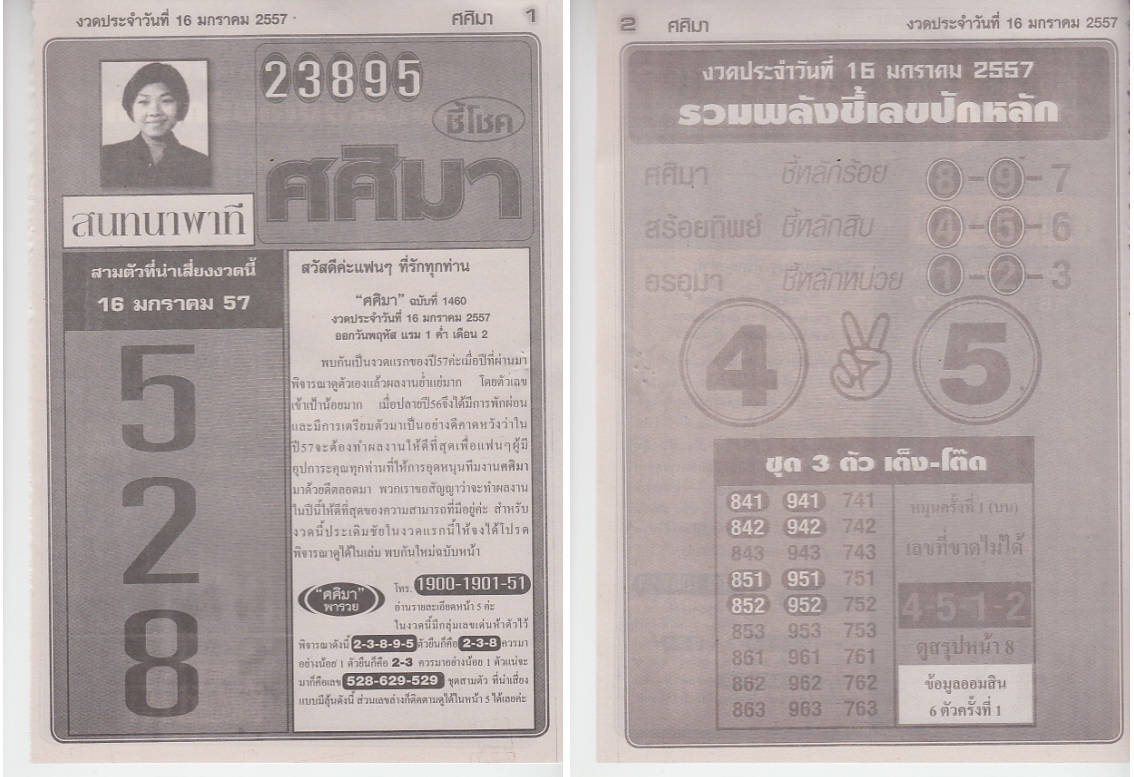 งวดประจำวันที่ 16 มกราคม 2557
ศศิมา 1
23895
ชี้โชค
ศศิมา
สนทนาพาที
สามตัวที่น่าเสี่ยงงวดนี้
16 มกราคม 57
5
2
8
สวัสดีค่ะแฟนๆ ที่รักทุกท่าน
"ศศิมา" ฉบับที่ 1460
งวดประจำวันที่ 16 มกราคม 2557
ออกวันพฤหัส แรม 1 ค่ำ เดือน 2
พบกันเป็นงวดแรกของปี57ค่ะเมื่อปีที่ผ่านมา
พิจารณาดูตัวเองแล้วผลงานย่ำแย่มาก โดยตัวเลข
เข้าเป้าน้อยมาก เมื่อปลายปี56จึงได้มีการพักผ่อน
และมีการเตรียมตัวมาเป็นอย่างดีคาดหวังว่าใน
ปี57จะต้องทำผลงานให้ดีที่สุดเพื่อแฟนๆผู้มี
อุปการะคุณทุกท่านที่ให้การอุดหนุนทีมงานศศิมา
มาด้วยดีตลอดมา พวกเราขอสัญญาว่าจะทำผลงาน
ในปีนี้ให้ดีที่สุดของความสามารถที่มีอยู่ค่ะ สำหรับ
งวดนี้ประเดิมชัยในงวดแรกนี้ให้จงได้โปรด
พิจารณาดูได้ในเล่ม พบกันใหม่ฉบับหน้า
"ศศิมา"
พารวย
โทร. 1900-1901-51
อ่านรายละเอียดหน้า 5 ค่ะ
ในงวดนี้มีกลุ่มเลขเด่นห้าตัวไว้
พิจารณาดังนี้ 2-3-8-9-5 ตัวยืนก็คือ 2-3-8 ควรมา
อย่างน้อย 1 ตัวยืนก็คือ 2-3 ควรมาอย่างน้อย 1 ตัวแน่จะ
มาก็คือเลข 528-629-529 ชุดสามตัว ที่น่าเสี่ยง
แบบมีลุ้นดังนี้ ส่วนเลขล่างก็ติดตามดูได้ในหน้า 5 ได้เลยค่ะ
2 ศศิมา
งวดประจำวันที่ 16 มกราคม 2557
งวดประจำวันที่ 16 มกราคม 2557
รวมพลังชี้เลขปักหลัก
ศศิมา ชี้หลักร้อย 8-9-7
สร้อยทิพย์ ชี้หลักสิบ 4-5-6
อรอุมา ชี้หลักหน่วย 1-2-3
4 5
ชุด 3 ตัว เต็ง-โต๊ด
841 941 741
842 942 742
843 943 743
851 951 751
852 952 752
853 953 753
861 961 761
862 962 762
863 963 763
หมุนครั้งที่ 1 (บน)
เลขที่ขาดไม่ได้
4-5-1-2
ดูสรุปหน้า 8
ข้อมูลออมสิน
6 ตัวครั้งที่ 1